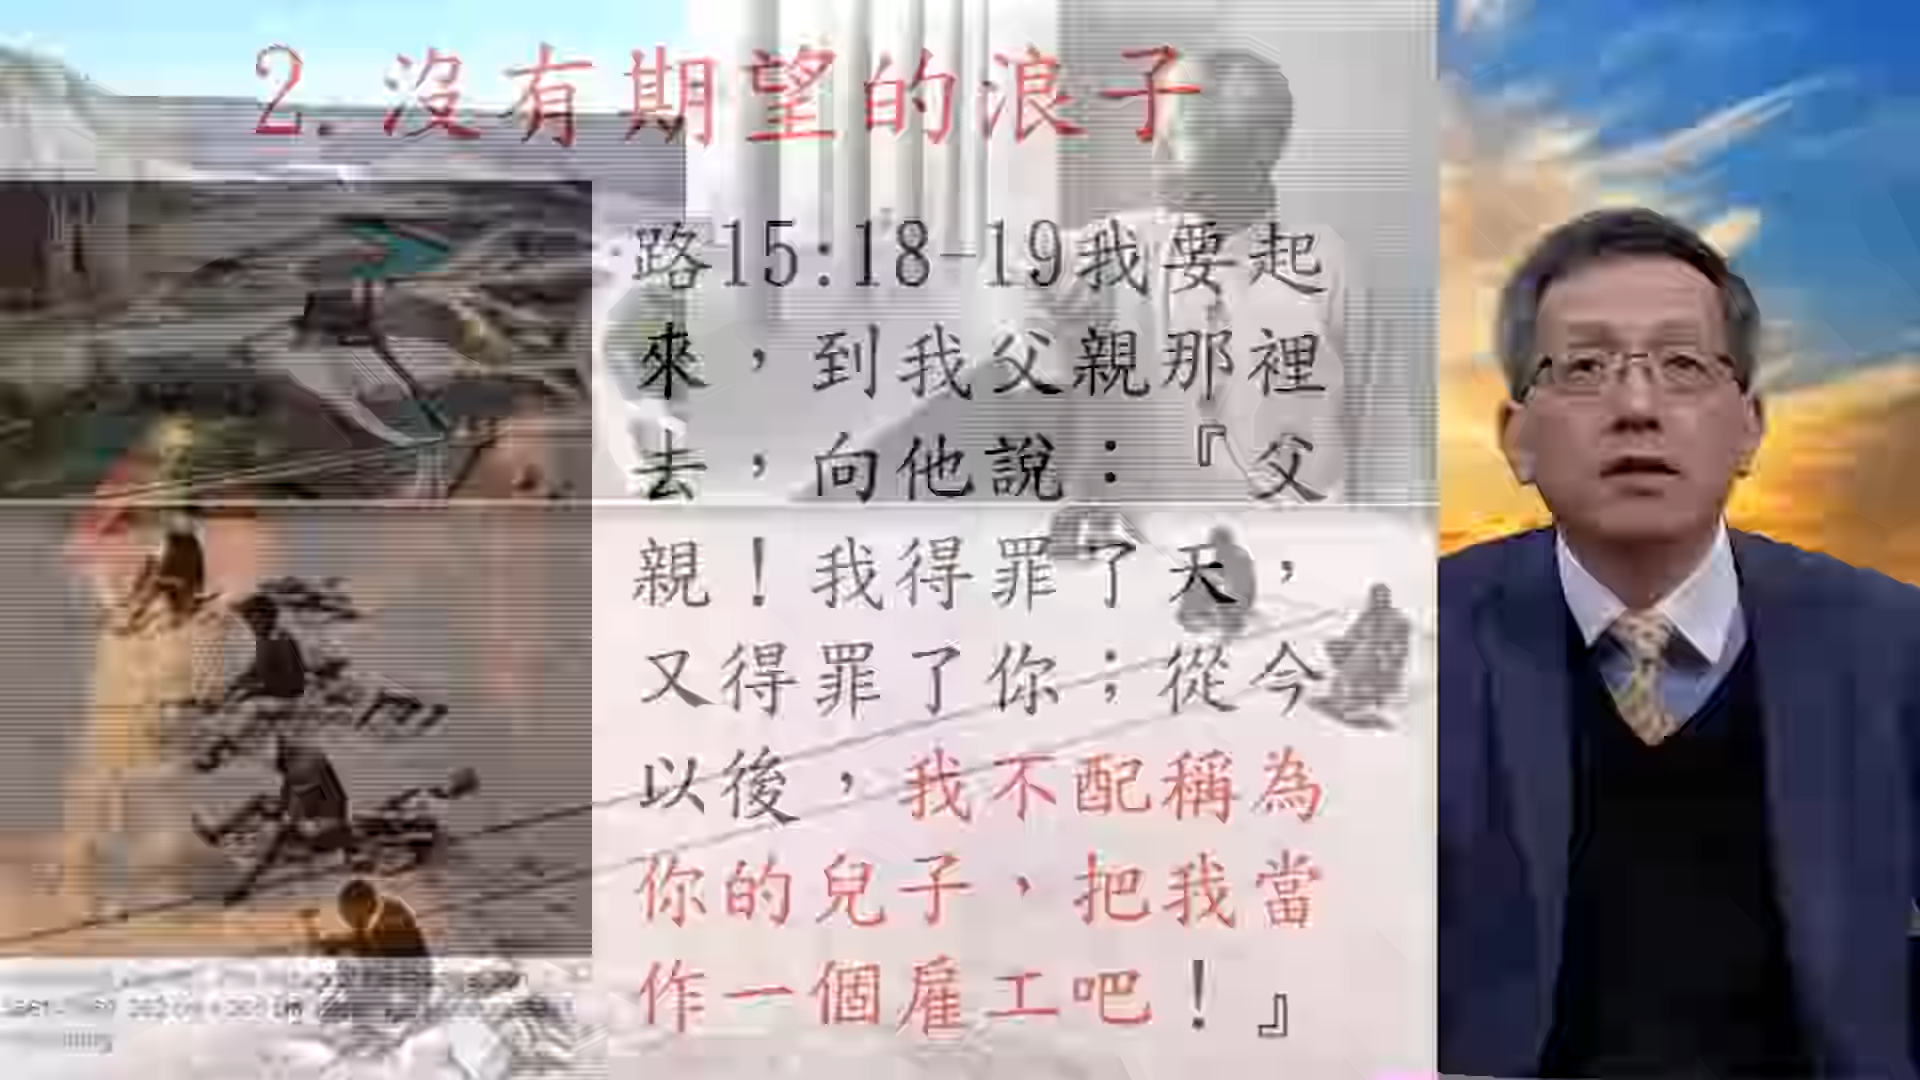 2.沒有期望的浪子
路15:18-19我要起
來，到我父親那裡
去，向他說：『父
親！我得罪了天，
又得罪了你；從今
以後，我不配稱為
你的兒子，把我當
作一個雇工吧！』